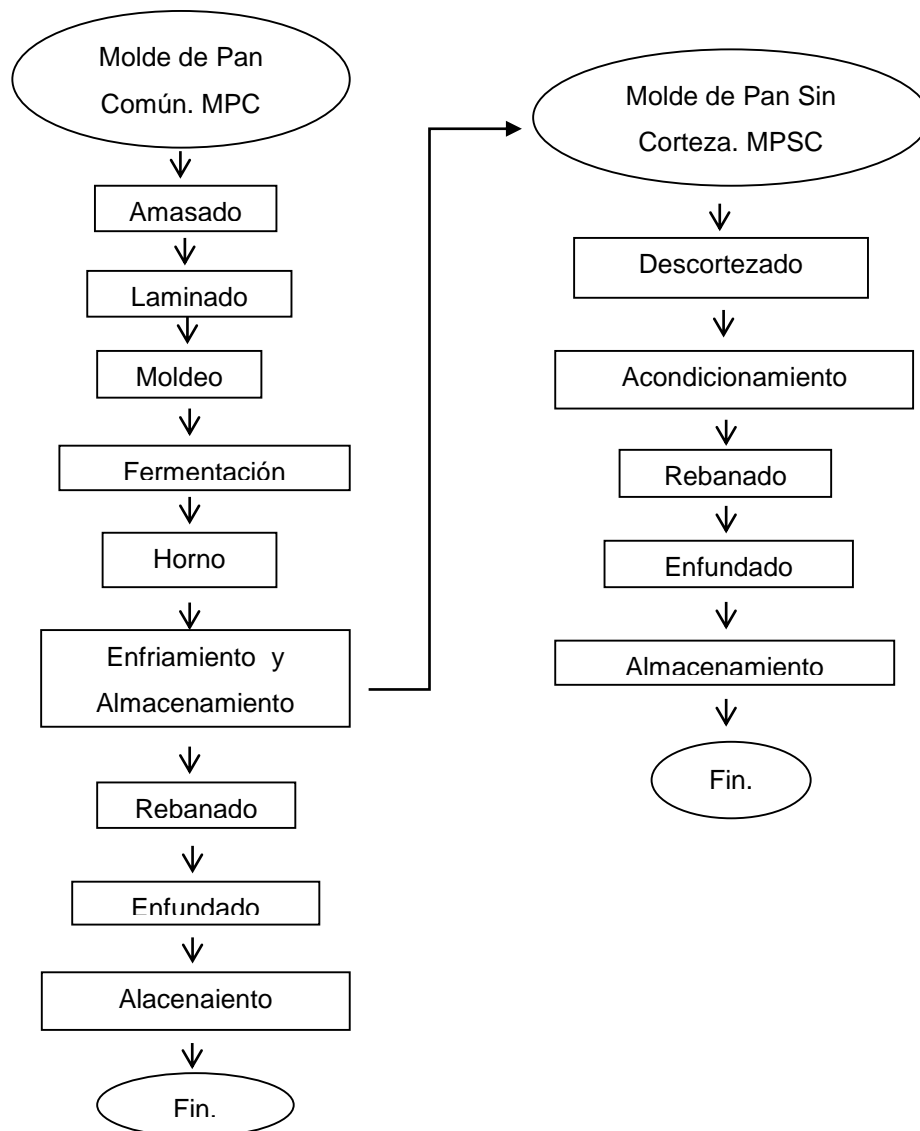 Molde de Pan
Común. MPC
Amasado
Laminado
Moldeo
Fermentación
Horno
Enfriamiento y
Almacenamiento
Rebanado
Enfundado
Alacenaiento
Fin.
Molde de Pan Sin
Corteza. MPSC
Descortezado
Acondicionamiento
Rebanado
Enfundado
Almacenamiento
Fin.